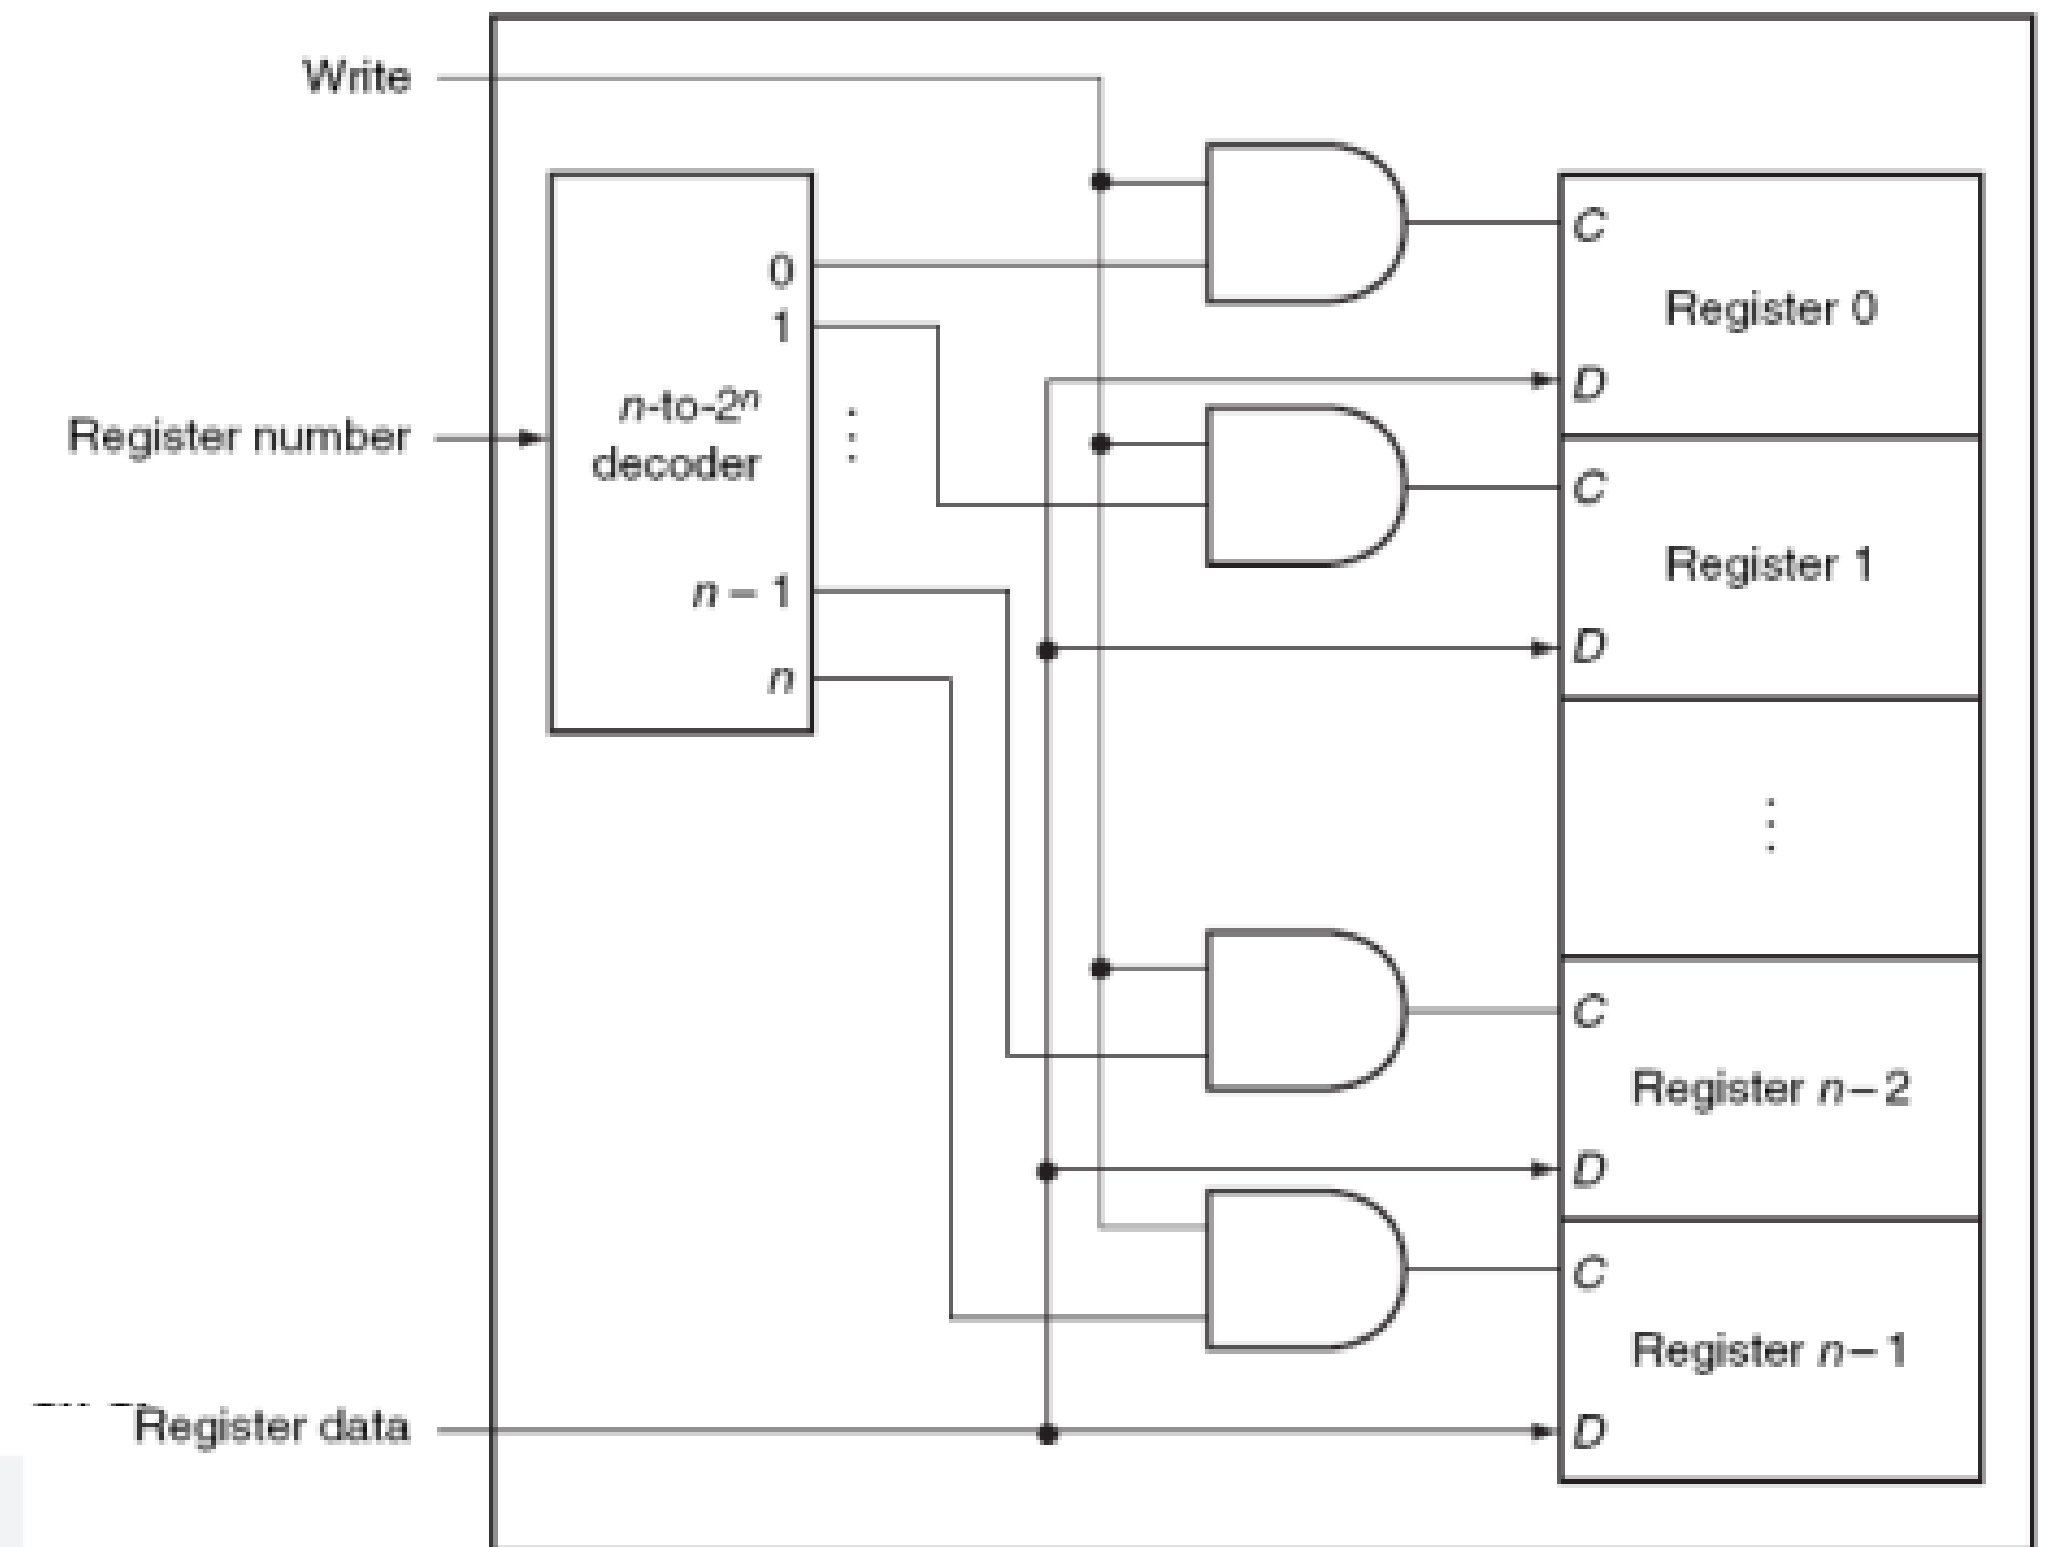 Write
C
0
Register 0
1
D
n-to-2ⁿ
decoder
Register number
C
Register 1
n – 1
D
n
C
Register n – 2
D
C
Register n – 1
Register data
D